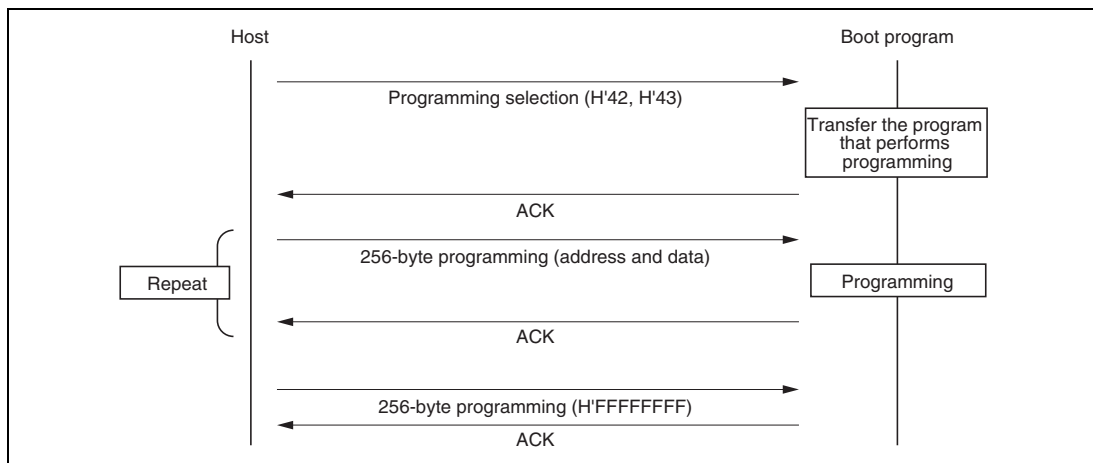 Host
Boot program
Programming selection (H'42, H'43)
Transfer the program
that performs
programming
ACK
256-byte programming (address and data)
Repeat
Programming
ACK
256-byte programming (H'FFFFFFFF)
ACK